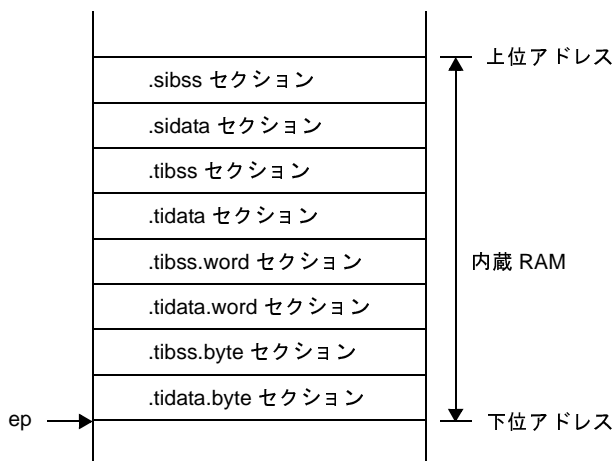 上位アドレス
.sibss セクション
.sidata セクション
.tibss セクション
.tidata セクション
.tibss.word セクション
内蔵 RAM
.tidata.word セクション
.tibss.byte セクション
.tidata.byte セクション
ep
下位アドレス